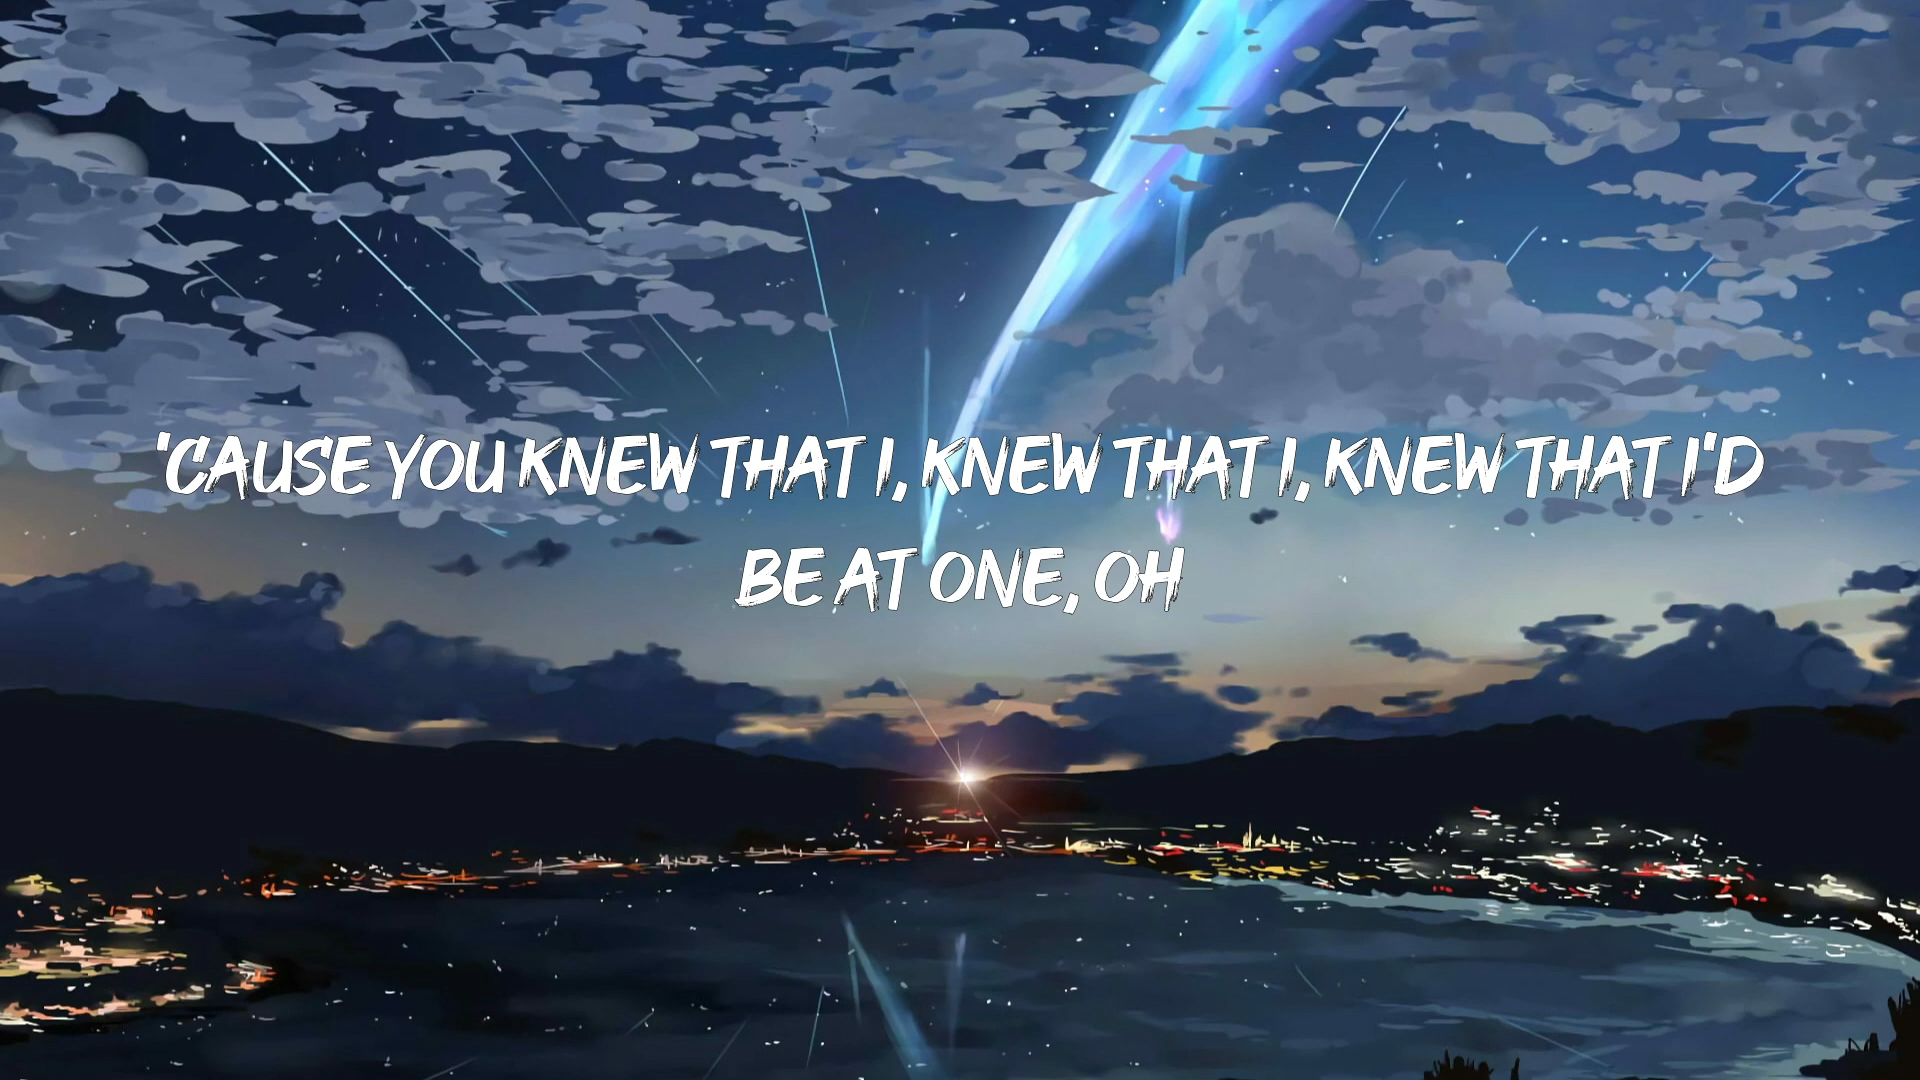 'CAUSE YOU KNEW THAT I, KNEW THAT I, KNEW THAT I'D
BE AT ONE, OH